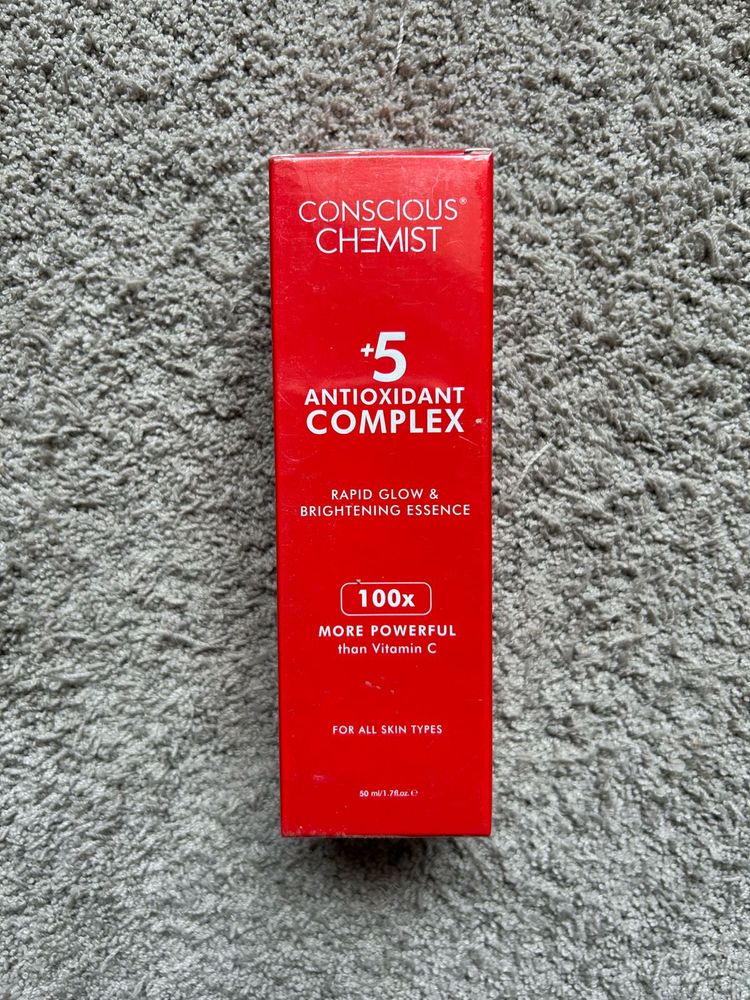 CONSCIOUS®
CHEMIST
+5
ANTIOXIDANT
COMPLEX
RAPID GLOW &
BRIGHTENING ESSENCE
100x
MORE POWERFUL
than Vitamin C
FOR ALL SKIN TYPES
50 ml/1.7fl.oz. ℮